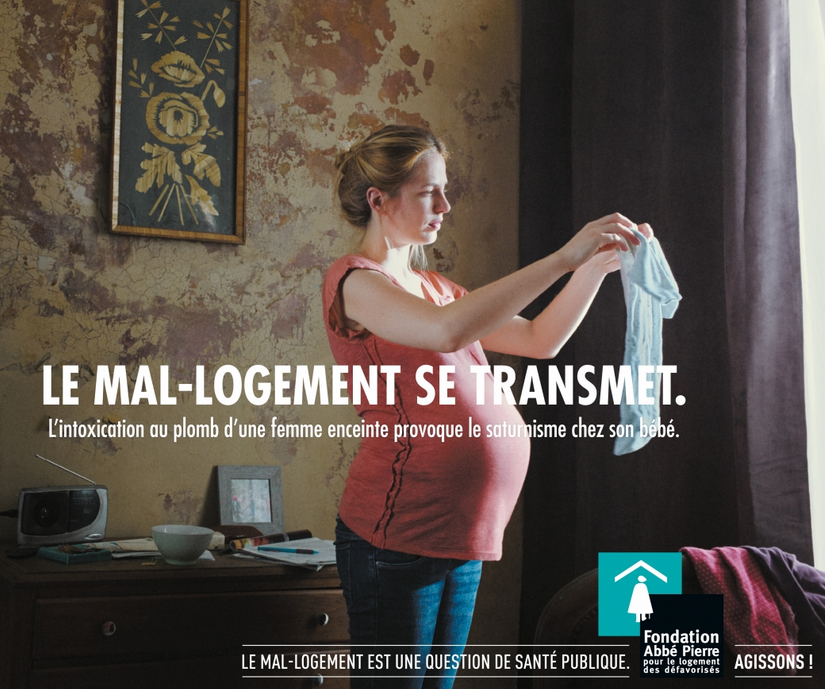 LE MAL-LOGEMENT SE TRANSMET.
L'intoxication au plomb d'une femme enceinte provoque le saturnisme chez son bébé.
LE MAL-LOGEMENT EST UNE QUESTION DE SANTÉ PUBLIQUE.
Fondation
Abbé Pierre
pour le logement
des défavorisés
AGISSONS !